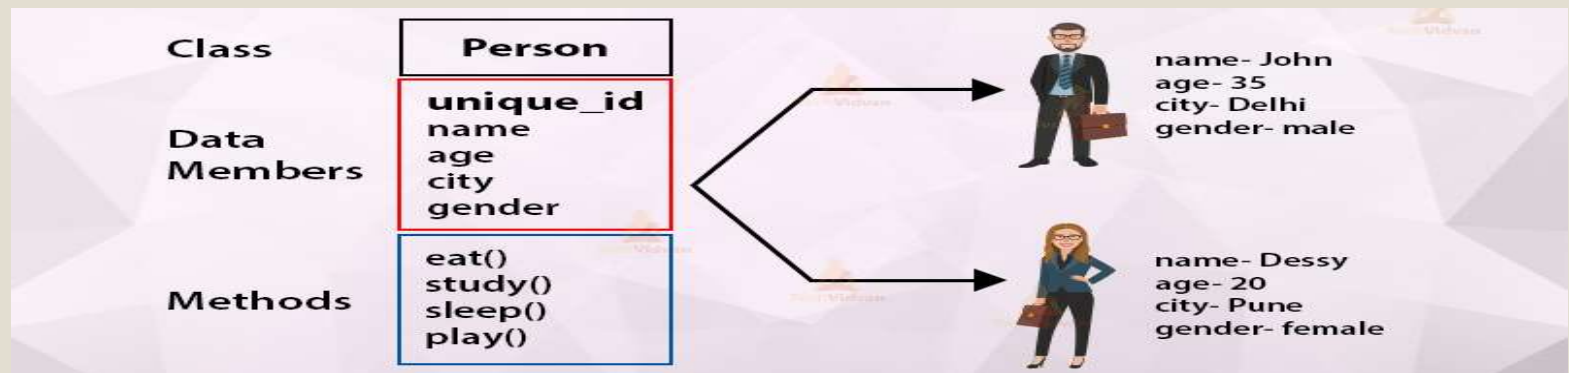 Class
Person
Data
Members
unique_id
name
age
city
gender
Methods
eat()
study()
sleep()
play()
name- John
age- 35
city- Delhi
gender- male
name- Dessy
age- 20
city- Pune
gender- female